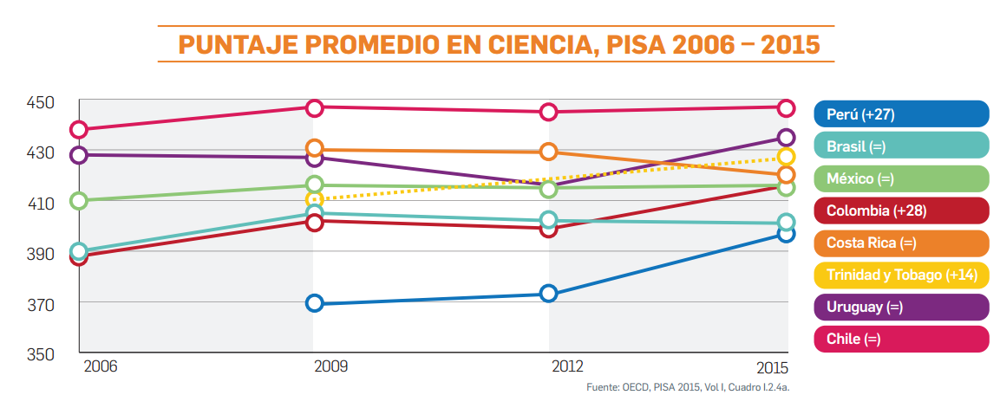 PUNTAJE PROMEDIO EN CIENCIA, PISA 2006 – 2015
450
430
410
390
370
350
2006
2009
2012
2015
Perú (+27)
Brasil (=)
México (=)
Colombia (+28)
Costa Rica (=)
Trinidad y Tobago (+14)
Uruguay (=)
Chile (=)
Fuente: OECD, PISA 2015, Vol I, Cuadro I.2.4a.